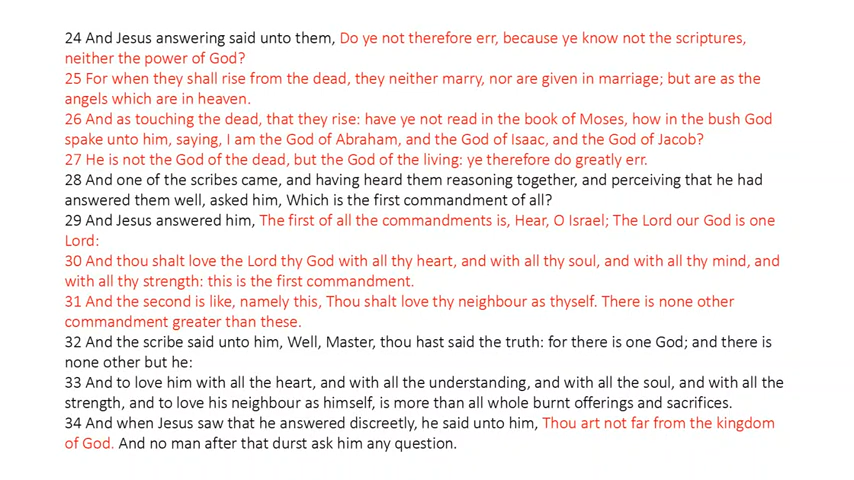 24 And Jesus answering said unto them, Do ye not therefore err, because ye know not the scriptures,
neither the power of God?
25 For when they shall rise from the dead, they neither marry, nor are given in marriage; but are as the
angels which are in heaven.
26 And as touching the dead, that they rise: have ye not read in the book of Moses, how in the bush God
spake unto him, saying, I am the God of Abraham, and the God of Isaac, and the God of Jacob?
27 He is not the God of the dead, but the God of the living: ye therefore do greatly err.
28 And one of the scribes came, and having heard them reasoning together, and perceiving that he had
answered them well, asked him, Which is the first commandment of all?
29 And Jesus answered him, The first of all the commandments is, Hear, O Israel; The Lord our God is one
Lord:
30 And thou shalt love the Lord thy God with all thy heart, and with all thy soul, and with all thy mind, and
with all thy strength: this is the first commandment.
31 And the second is like, namely this, Thou shalt love thy neighbour as thyself. There is none other
commandment greater than these.
32 And the scribe said unto him, Well, Master, thou hast said the truth: for there is one God; and there is
none other but he:
33 And to love him with all the heart, and with all the understanding, and with all the soul, and with all the
strength, and to love his neighbour as himself, is more than all whole burnt offerings and sacrifices.
34 And when Jesus saw that he answered discreetly, he said unto him, Thou art not far from the kingdom
of God. And no man after that durst ask him any question.